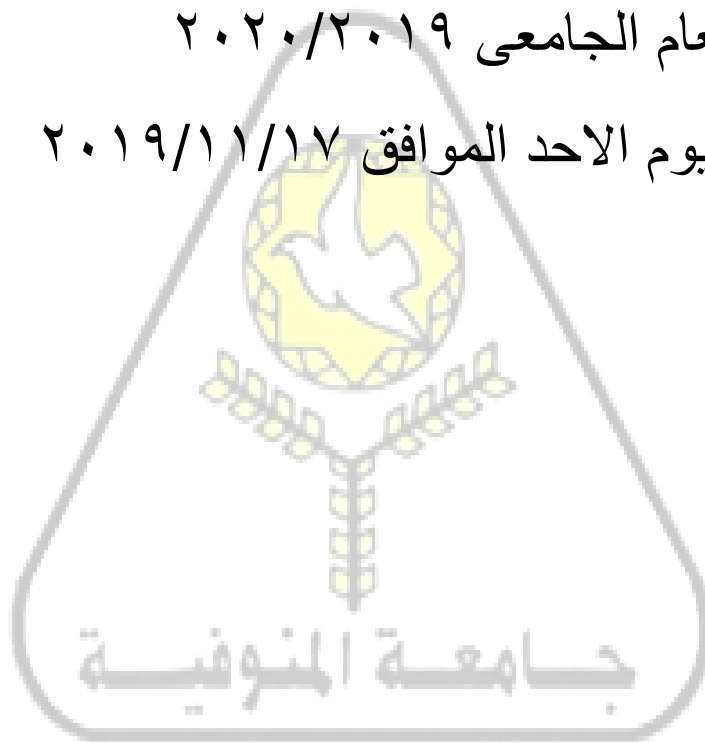 عام الجامعى ٢٠٢٠/٢٠١٩
يوم الاحد الموافق ٢٠١٩/١١/١٧
جامعة المنوفية